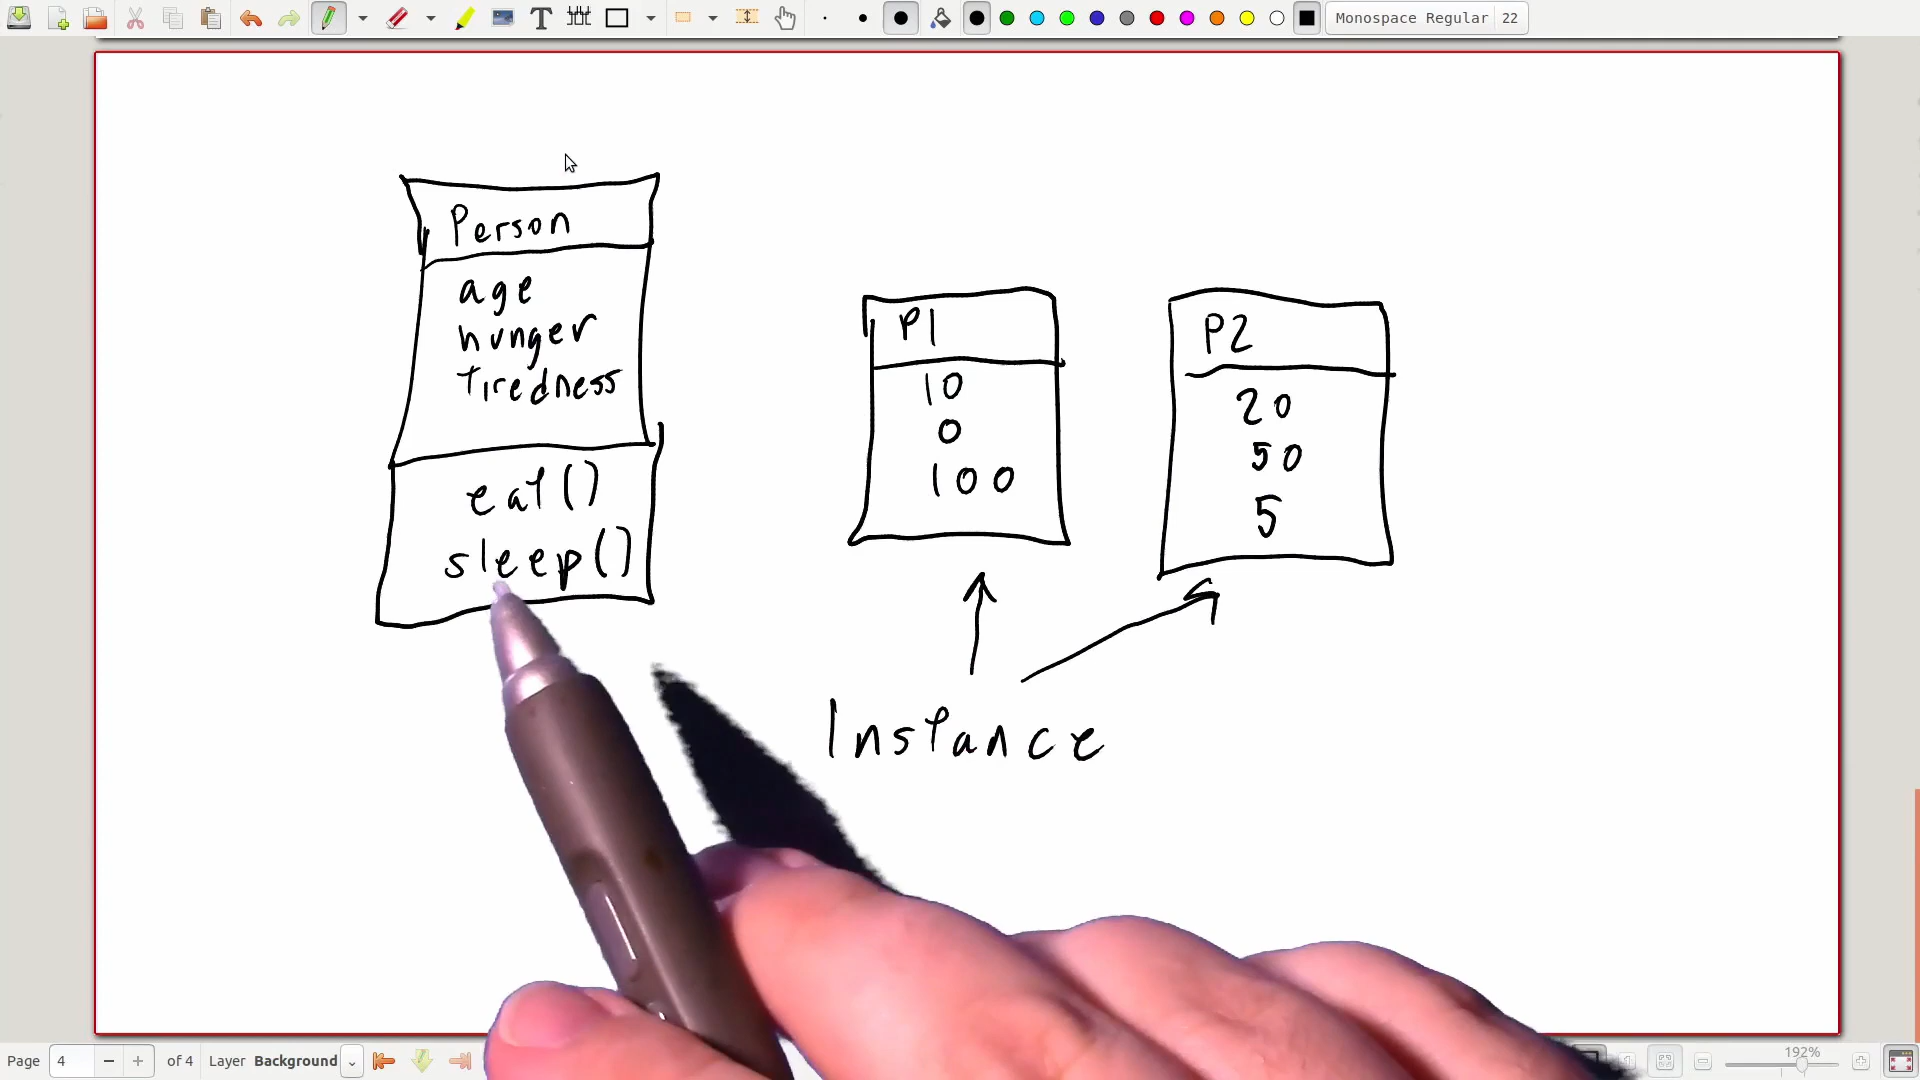 Monospace Regular 22
Person
age
hunger
tiredness
eat()
sleep()
P1
10
0
100
P2
20
50
5
Instance
Page 4 of 4 Layer Background
192%